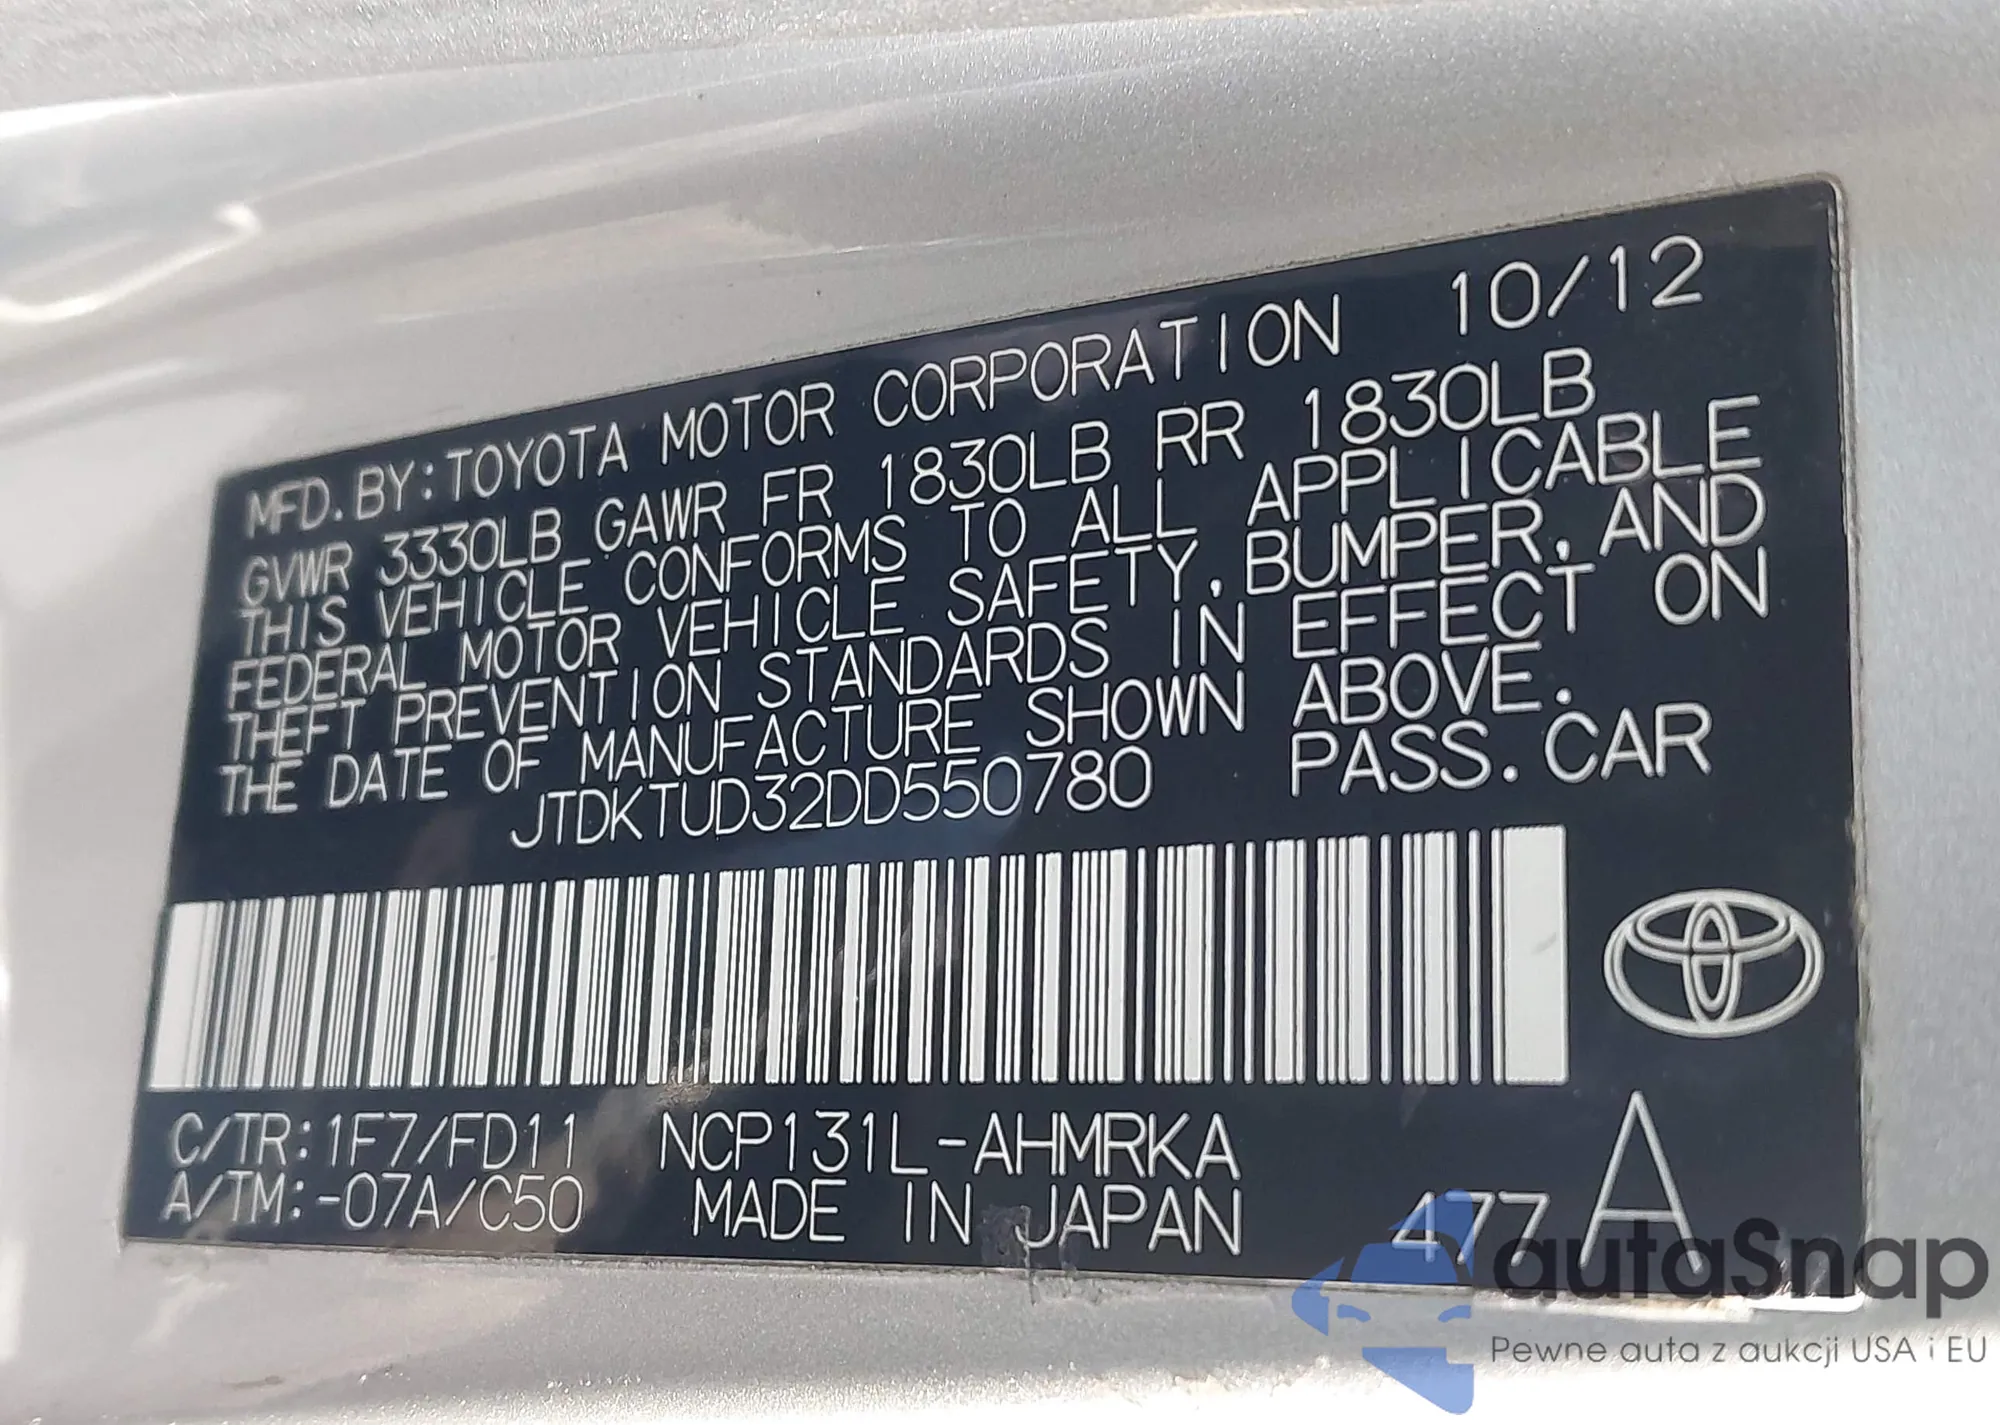 MFD. BY: TOYOTA MOTOR CORPORATION 10/12
GVWR 3330LB GAWR FR 1830LB RR 1830LB
THIS VEHICLE CONFORMS TO ALL APPLICABLE
FEDERAL MOTOR VEHICLE SAFETY, BUMPER, AND
THEFT PREVENTION STANDARDS IN EFFECT ON
THE DATE OF MANUFACTURE SHOWN ABOVE.
JTDKTUD32DD550780 PASS. CAR
C/TR: 1F7/FD11 NCP131L-AHMRKA
A/TM: -07A/C50 MADE IN JAPAN 477 A
autaSnap
Pewne auta z aukcji USA i EU